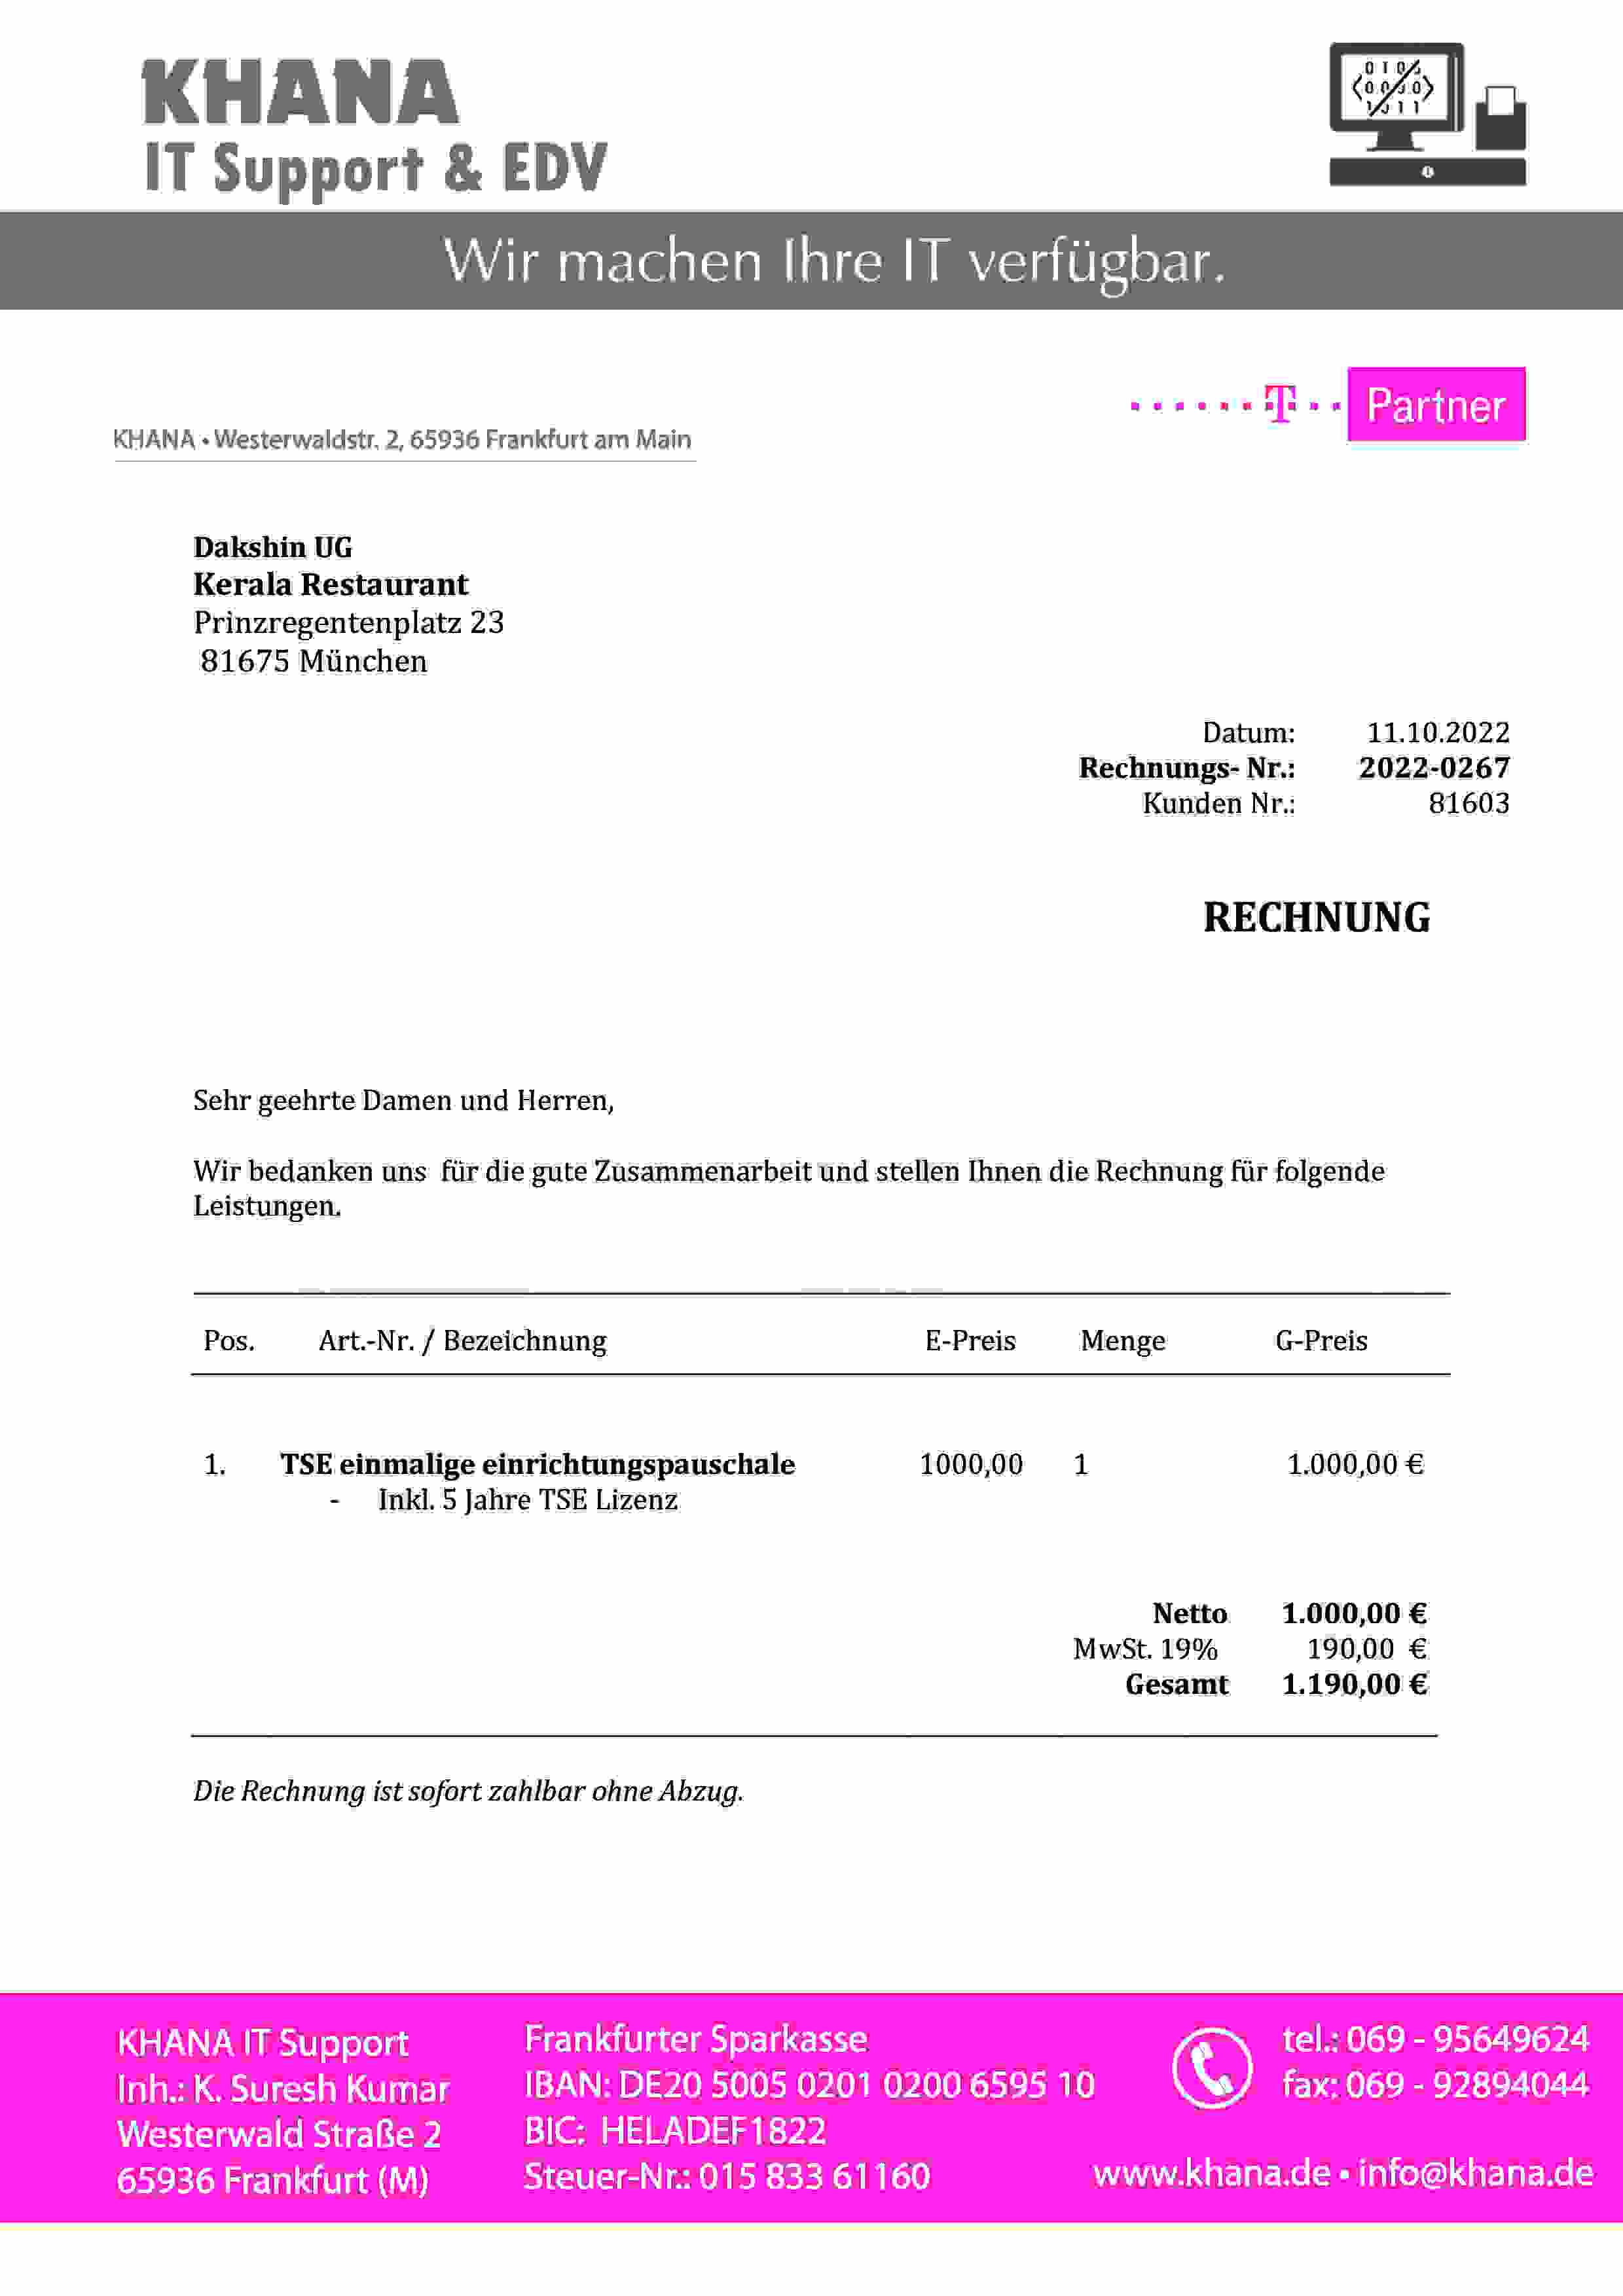 KHANA
IT Support & EDV
Wir machen Ihre IT verfügbar.
T Partner
KHANA • Westerwaldstr. 2, 65936 Frankfurt am Main
Dakshin UG
Kerala Restaurant
Prinzregentenplatz 23
81675 München
Datum: 11.10.2022
Rechnungs- Nr.: 2022-0267
Kunden Nr.: 81603
RECHNUNG
Sehr geehrte Damen und Herren,
Wir bedanken uns für die gute Zusammenarbeit und stellen Ihnen die Rechnung für folgende
Leistungen.
Pos. Art.-Nr. / Bezeichnung E-Preis Menge G-Preis
1. TSE einmalige einrichtungspauschale 1000,00 1 1.000,00 €
- Inkl. 5 Jahre TSE Lizenz
Netto 1.000,00 €
MwSt. 19% 190,00 €
Gesamt 1.190,00 €
Die Rechnung ist sofort zahlbar ohne Abzug.
KHANA IT Support
Inh.: K. Suresh Kumar
Westerwald Straße 2
65936 Frankfurt (M)
Frankfurter Sparkasse
IBAN: DE20 5005 0201 0200 6595 10
BIC: HELADEF1822
Steuer-Nr.: 015 833 61160
tel.: 069 - 95649624
fax: 069 - 92894044
www.khana.de • info@khana.de